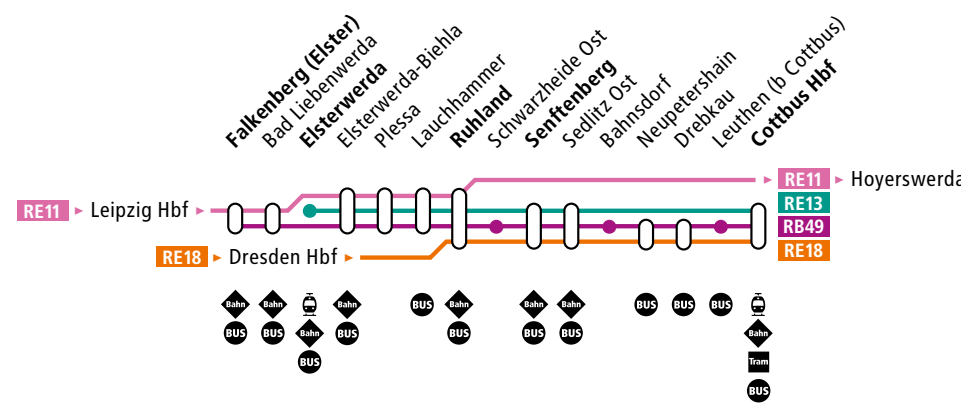 Falkenberg (Elster)
Bad Liebenwerda
Elsterwerda
Elsterwerda-Biehla
Plessa
Lauchhammer
Ruhland
Schwarzheide Ost
Senftenberg
Sedlitz Ost
Bahnsdorf
Neupetershain
Drebkau
Leuthen (b Cottbus)
Cottbus Hbf
RE11 Hoyerswerda
RE11 Leipzig Hbf
RE13
RB49
RE18
RE18 Dresden Hbf
Bahn Bahn Bahn BUS Bahn Bahn Bahn BUS BUS BUS
BUS BUS Bahn BUS BUS BUS BUS Bahn
BUS Tram
BUS